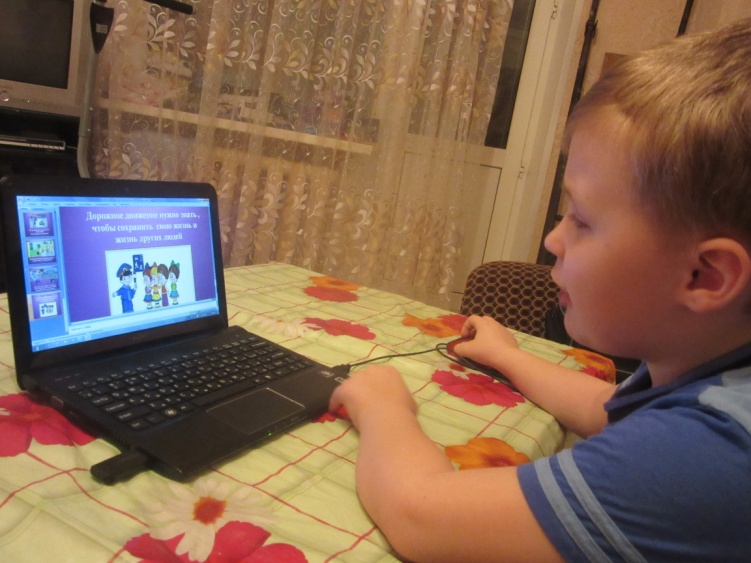 Дорожное движение нужно знать ,
чтобы сохранить свою жизнь и
жизнь других людей